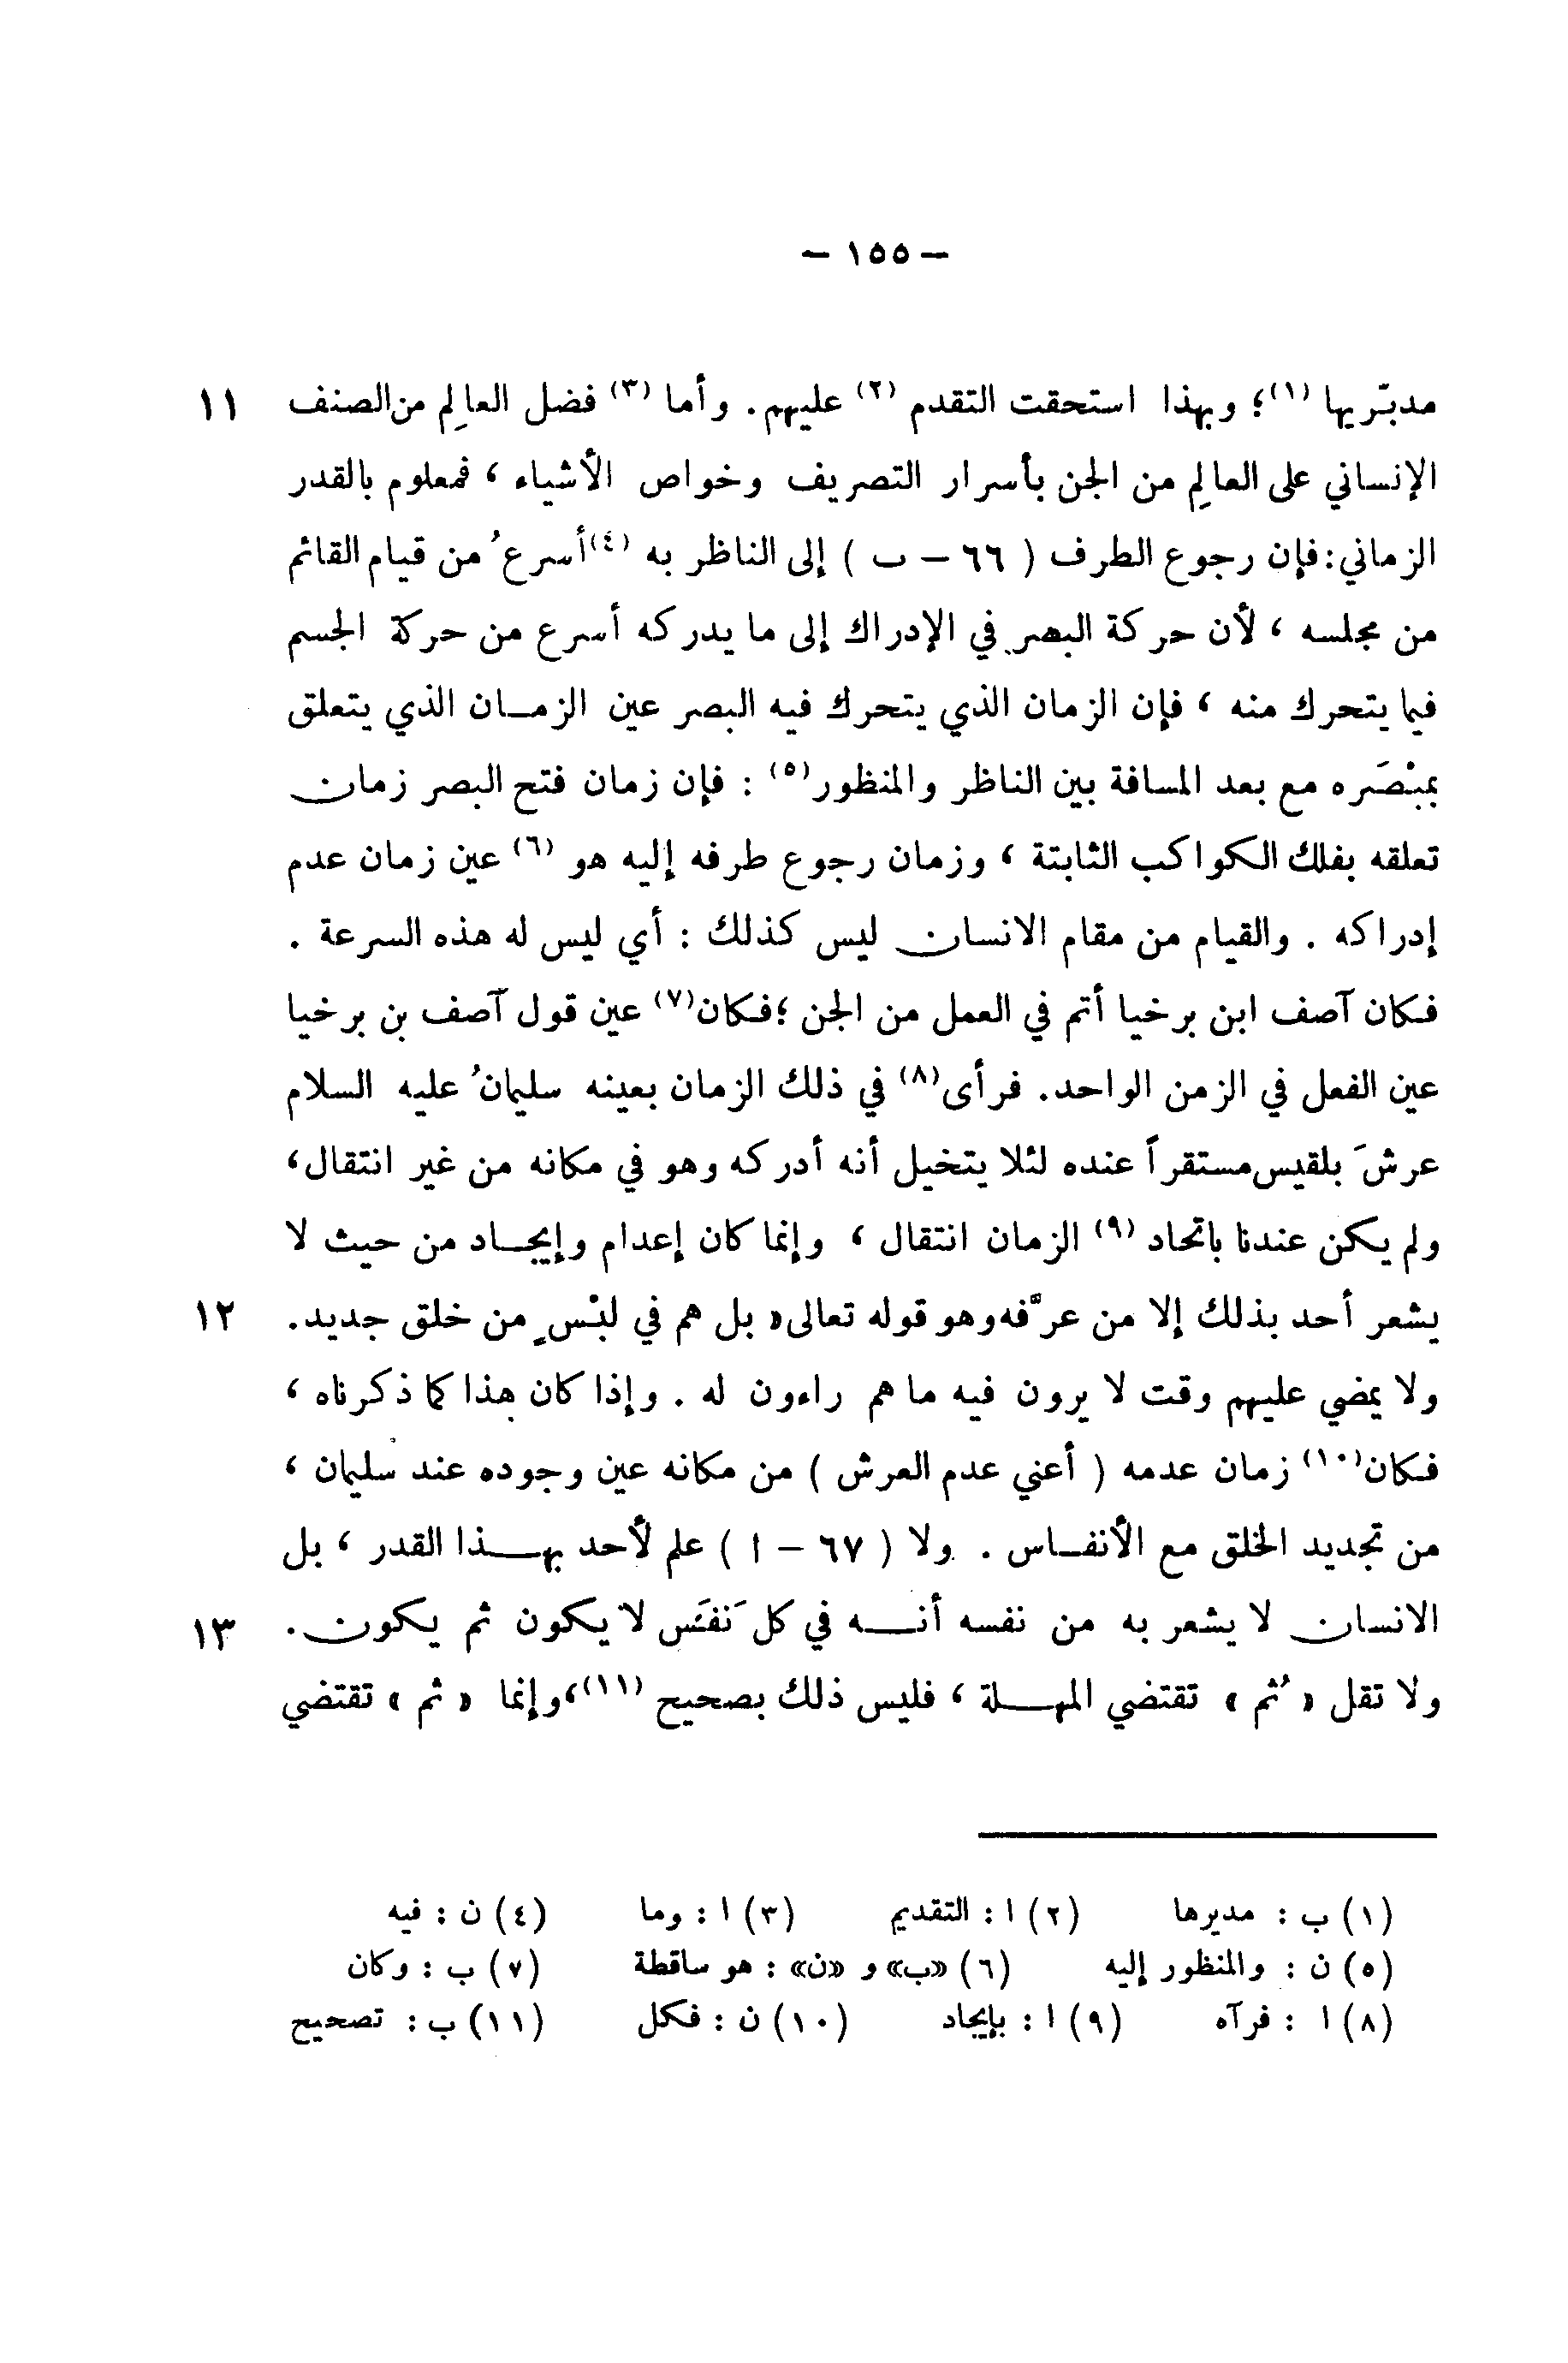 — ١٥٥ —
مدبّريها (١)؛ وبهذا استحقت التقدم (٢) عليهم. وأما (٣) فضل العالِم من الصنف ١١
الإنساني على العالِم من الجن بأسرار التصريف وخواص الأشياء ، فمعلوم بالقدر
الزماني: فإن رجوع الطرف ( ٦٦ – ب ) إلى الناظر به (٤) أسرعُ من قيام القائم
من مجلسه ، لأن حركة البصر في الإدراك إلى ما يدركه أسرع من حركة الجسم
فيما يتحرك منه ، فإن الزمان الذي يتحرك فيه البصر عين الزمـان الذي يتعلق
بمبْصَره مع بعد المسافة بين الناظر والمنظور(٥) : فإن زمان فتح البصر زمان
تعلقه بفلك الكواكب الثابتة ، وزمان رجوع طرفه إليه هو (٦) عين زمان عدم
إدراكه . والقيام من مقام الانسان ليس كذلك : أي ليس له هذه السرعة .
فكان آصف ابن برخيا أتم في العمل من الجن ؛فكان(٧) عين قول آصف بن برخيا
عين الفعل في الزمن الواحد. فرأى(٨) في ذلك الزمان بعينه سليمانُ عليه السلام
عرشَ بلقيس مستقراً عنده لئلا يتخيل أنه أدركه وهو في مكانه من غير انتقال،
ولم يكن عندنا باتحاد (٩) الزمان انتقال ، وإنما كان إعدام وإيجـاد من حيث لا
يشعر أحد بذلك إلا من عرَّفه وهو قوله تعالى« بل هم في لبْسٍ من خلق جديد. ١٢
ولا يمضي عليهم وقت لا يرون فيه ما هم راءون له . وإذا كان هذا كما ذكرناه ،
فكان(١٠) زمان عدمه ( أعني عدم العرش ) من مكانه عين وجوده عند سليمان ،
من تجديد الخلق مع الأنفـاس . ولا ( ٦٧ – ا ) علم لأحد بهـذا القدر ، بل
الانسان لا يشعر به من نفسه أنـه في كل نَفَس لا يكون ثم يكون. ١٣
ولا تقل « ثُم » تقتضي المهـلة ، فليس ذلك بصحيح (١١)،وإنما « ثم » تقتضي
(١) ب : مديرها (٢) ا : التقديم (٣) ا : وما (٤) ن : فيه
(٥) ن : والمنظور إليه (٦) «ب» و «ن» : هو ساقطة (٧) ب : وكان
(٨) ا : فرآه (٩) ا : بإيجاد (١٠) ن : فكل (١١) ب : تصحيح